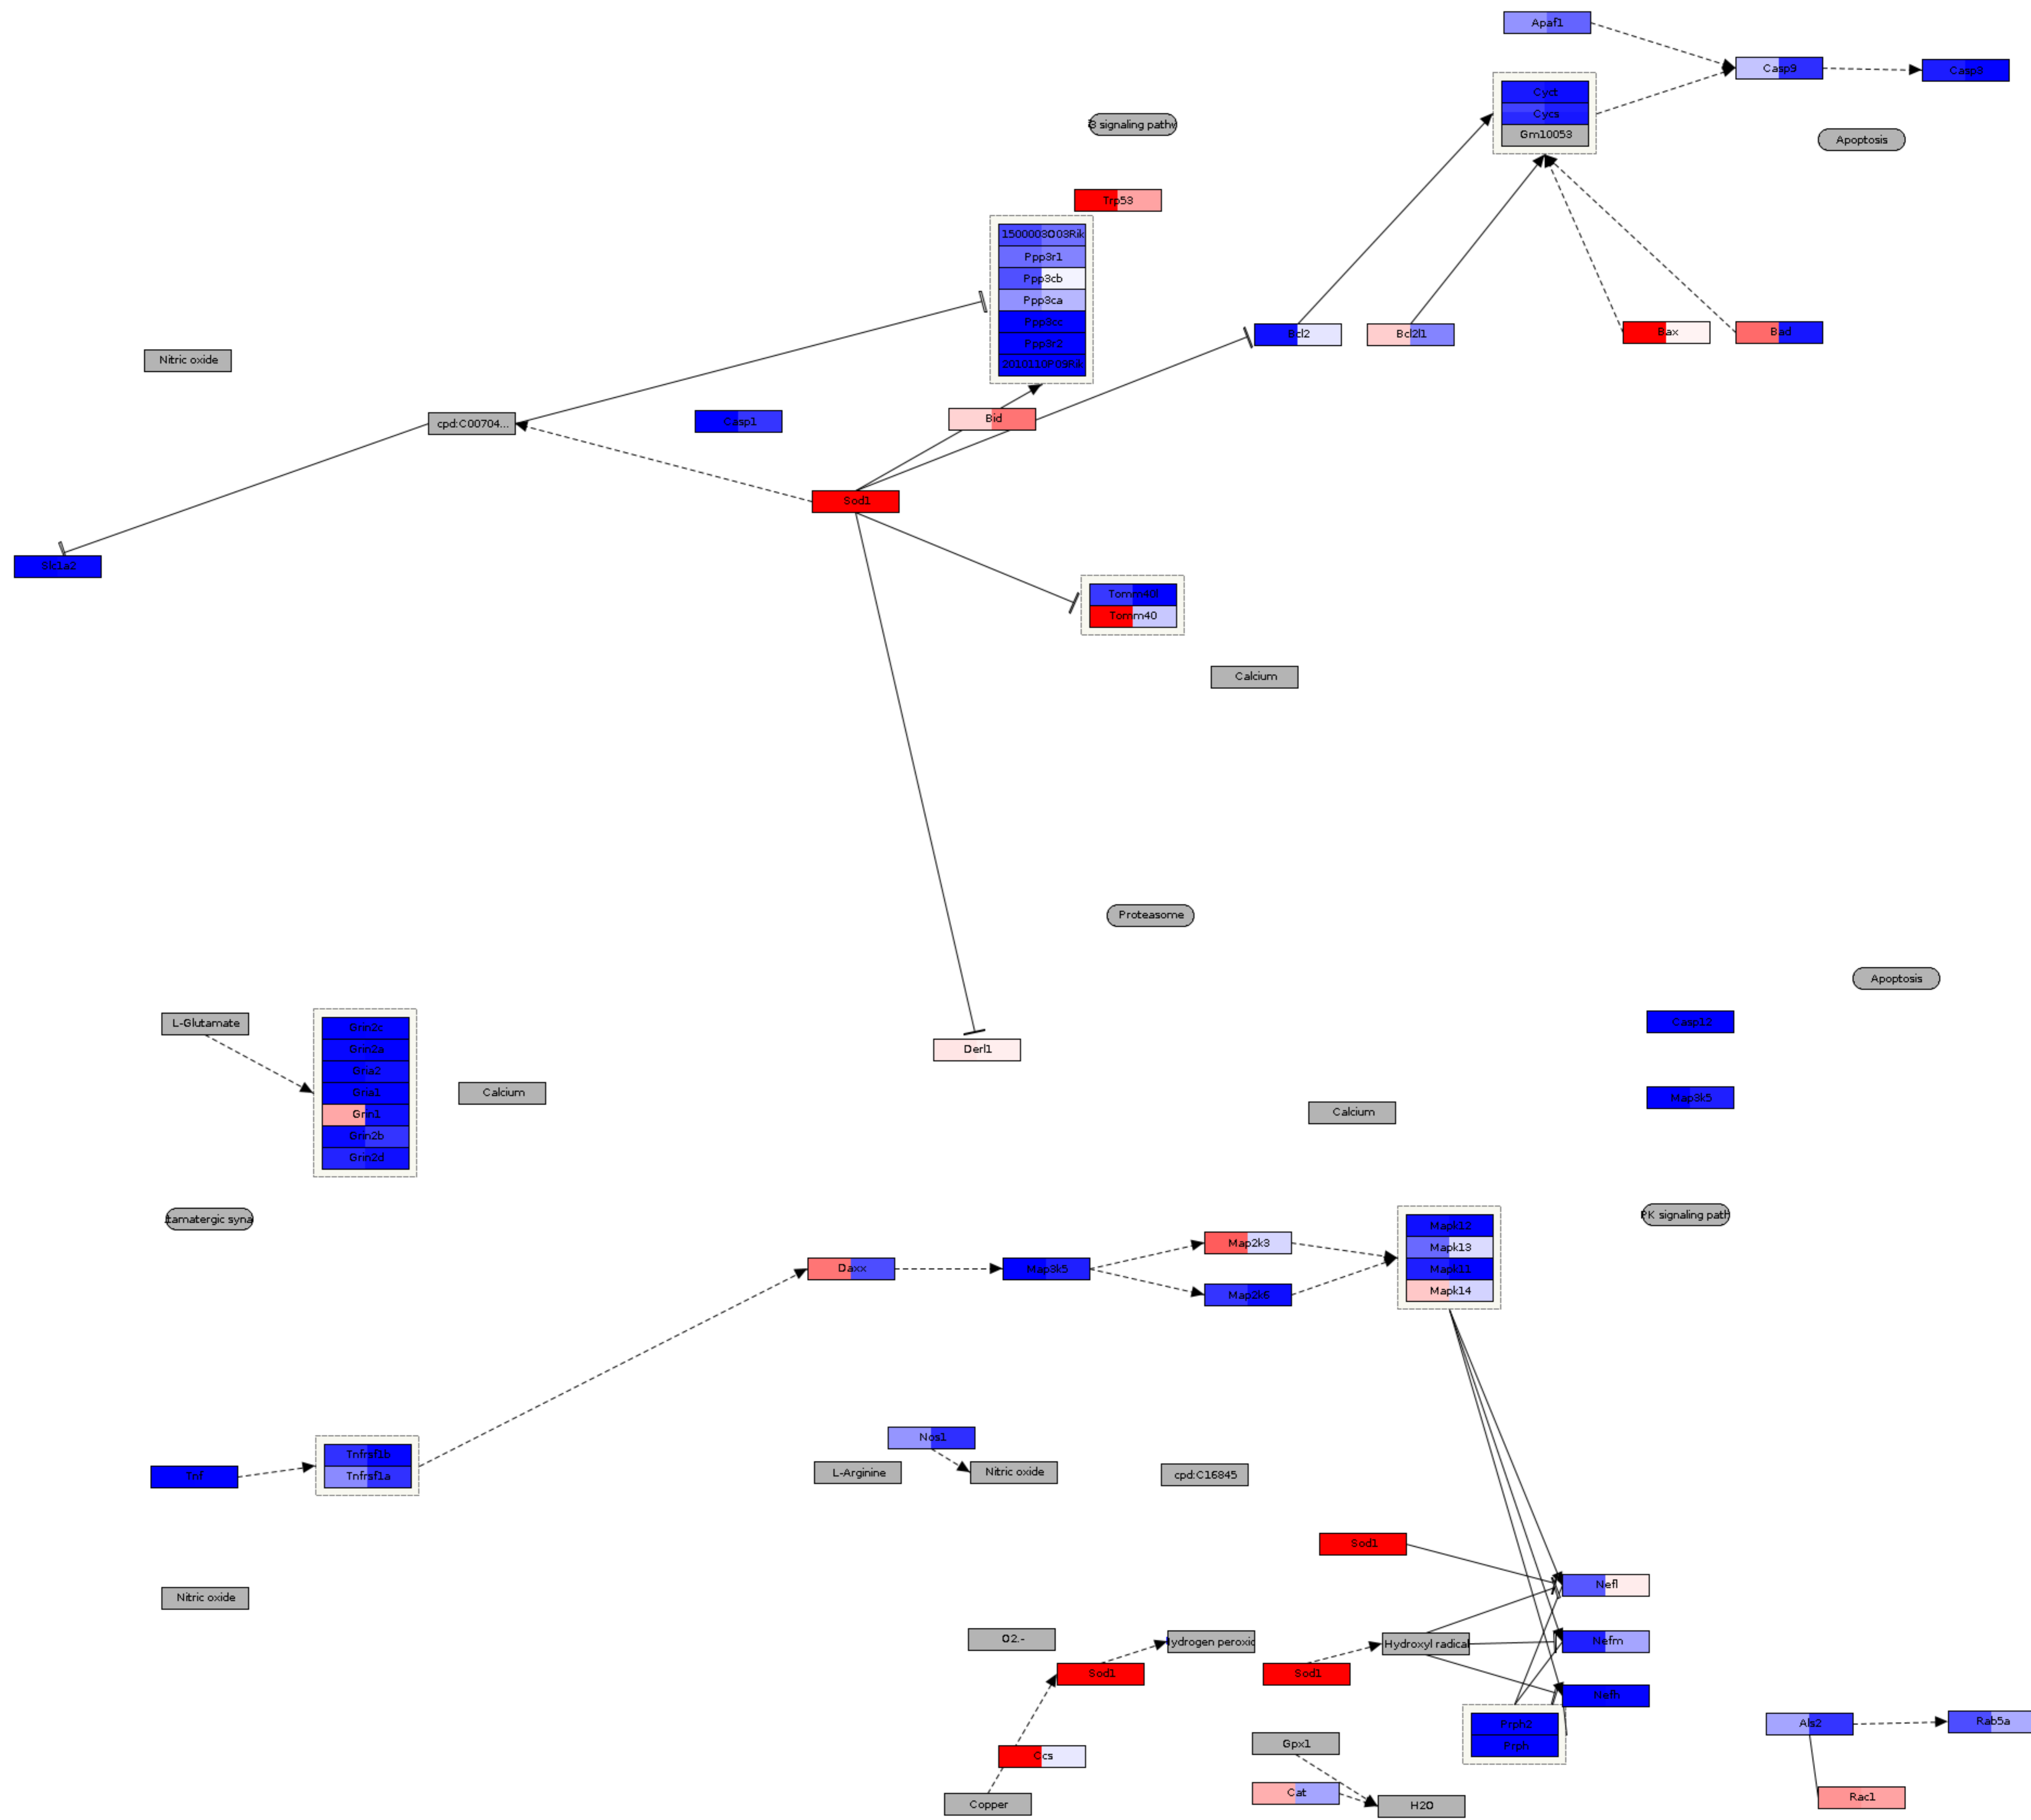 Apaf1
Casp9
Casp8
Cyct
Cycs
Gm10053
3 signaling pathw
Apoptosis
Trp53
1500003O03Rik
Ppp3r1
Ppp3cb
Ppp3ca
Ppp3cc
Ppp3r2
2010110P09Rik
Bcl2
Bcl2l1
Bax
Bad
Nitric oxide
cpd:C00704...
Casp1
Bid
Sod1
Slc1a2
Tomm40l
Tomm40
Calcium
Proteasome
Apoptosis
L-Glutamate
Grin2c
Grin2a
Gria2
Gria1
Grin1
Grin2b
Grin2d
Casp12
Derl1
Calcium
Calcium
Map3k5
tamatergic syna
PK signaling path
Map2k3
Mapk12
Mapk13
Mapk11
Mapk14
Daxx
Map3k5
Map2k6
Nos1
Tnfrsf1b
Tnfrsf1a
Tnf
L-Arginine
Nitric oxide
cpd:C16845
Sod1
Nefl
Nitric oxide
O2.-
ydrogen peroxid
Hydroxyl radical
Nefm
Sod1
Sod1
Nefh
Prph2
Prph
Als2
Rab5a
Ccs
Gpx1
Cat
Rac1
Copper
H2O